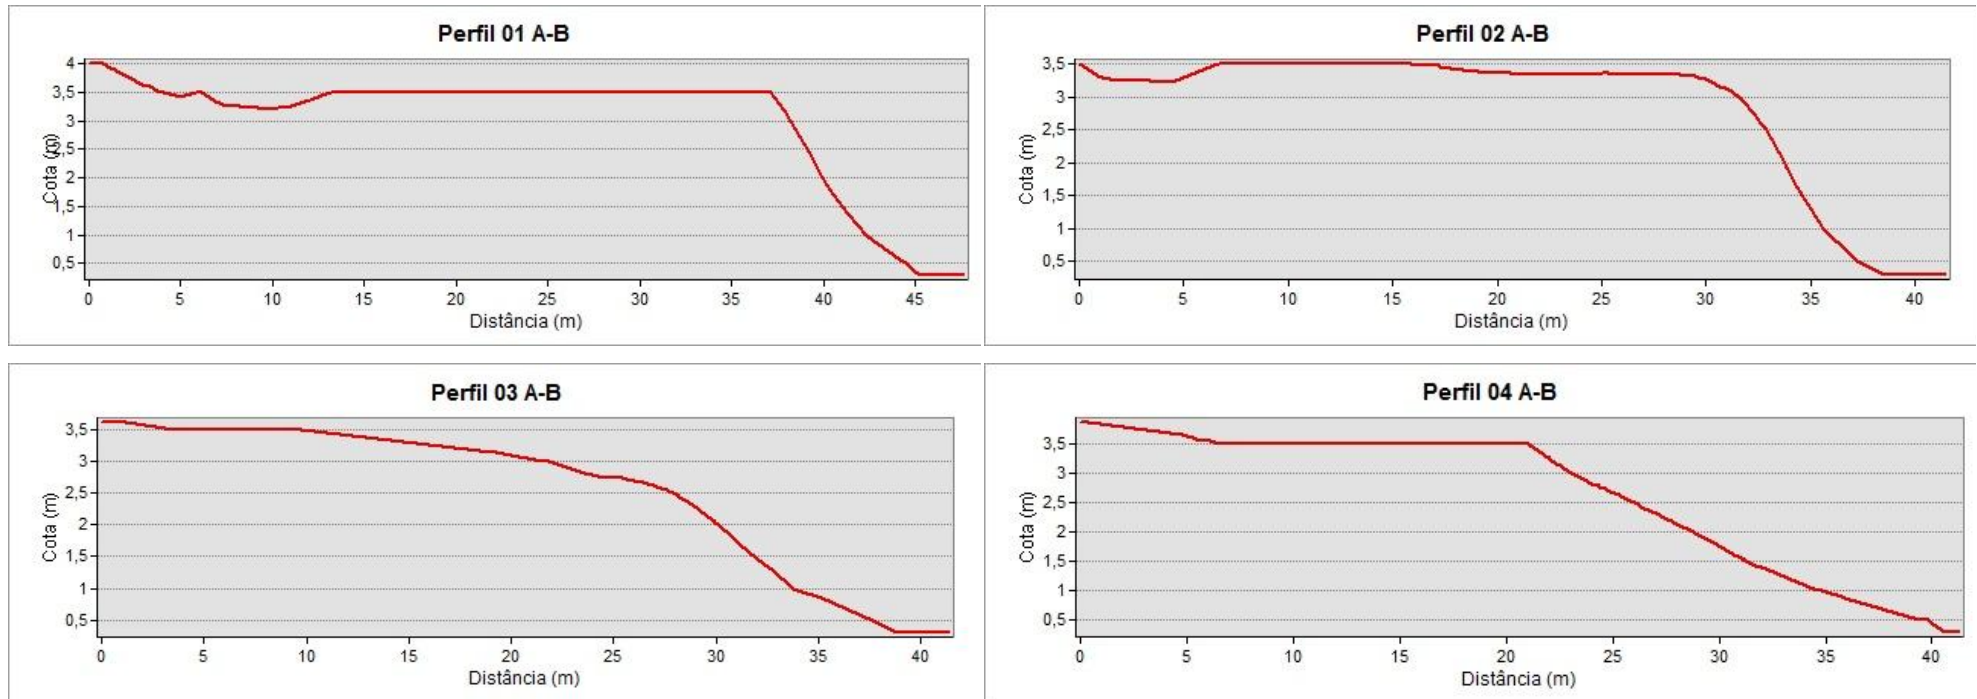 Perfil 01 A-B
Cota (m)
4
3,5
3
2,5
2
1,5
1
0,5
0 5 10 15 20 25 30 35 40 45
Distância (m)
Perfil 02 A-B
Cota (m)
3,5
3
2,5
2
1,5
1
0,5
0 5 10 15 20 25 30 35 40
Distância (m)
Perfil 03 A-B
Cota (m)
3,5
3
2,5
2
1,5
1
0,5
0 5 10 15 20 25 30 35 40
Distância (m)
Perfil 04 A-B
Cota (m)
3,5
3
2,5
2
1,5
1
0,5
0 5 10 15 20 25 30 35 40
Distância (m)